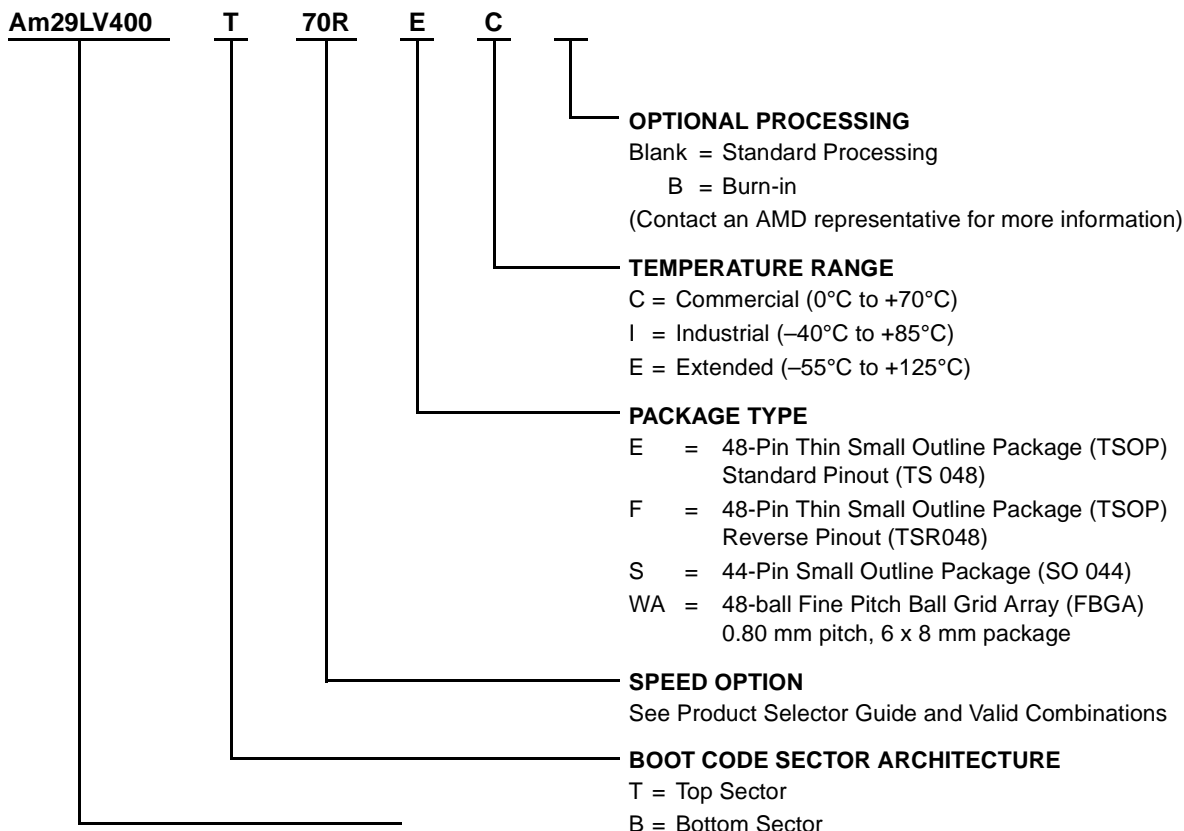 Am29LV400 T 70R E C
OPTIONAL PROCESSING
Blank = Standard Processing
B = Burn-in
(Contact an AMD representative for more information)
TEMPERATURE RANGE
C = Commercial (0°C to +70°C)
I = Industrial (–40°C to +85°C)
E = Extended (–55°C to +125°C)
PACKAGE TYPE
E = 48-Pin Thin Small Outline Package (TSOP)
Standard Pinout (TS 048)
F = 48-Pin Thin Small Outline Package (TSOP)
Reverse Pinout (TSR048)
S = 44-Pin Small Outline Package (SO 044)
WA = 48-ball Fine Pitch Ball Grid Array (FBGA)
0.80 mm pitch, 6 x 8 mm package
SPEED OPTION
See Product Selector Guide and Valid Combinations
BOOT CODE SECTOR ARCHITECTURE
T = Top Sector
B = Bottom Sector